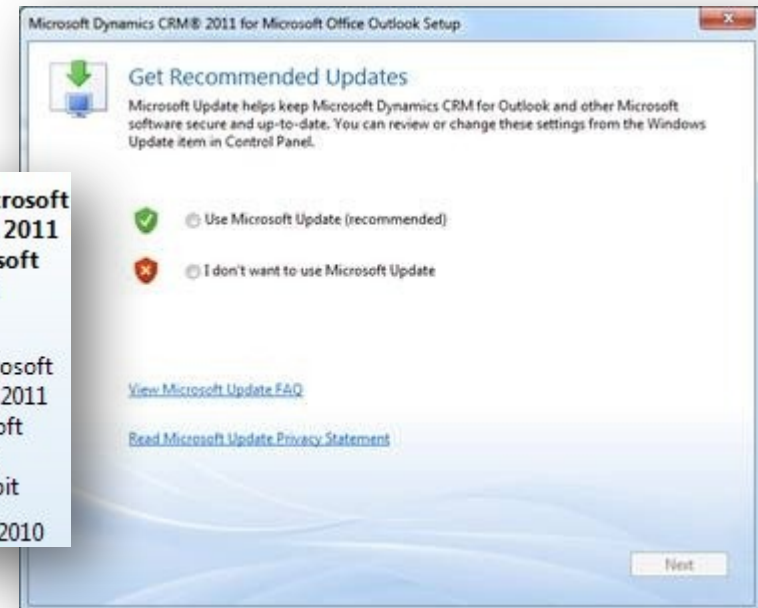 Microsoft Dynamics CRM® 2011 for Microsoft Office Outlook Setup
Get Recommended Updates
Microsoft Update helps keep Microsoft Dynamics CRM for Outlook and other Microsoft
software secure and up-to-date. You can review or change these settings from the Windows
Update item in Control Panel.
Use Microsoft Update (recommended)
I don't want to use Microsoft Update
View Microsoft Update FAQ
Read Microsoft Update Privacy Statement
Next
crosoft
2011
soft
osoft
2011
oft
bit
2010